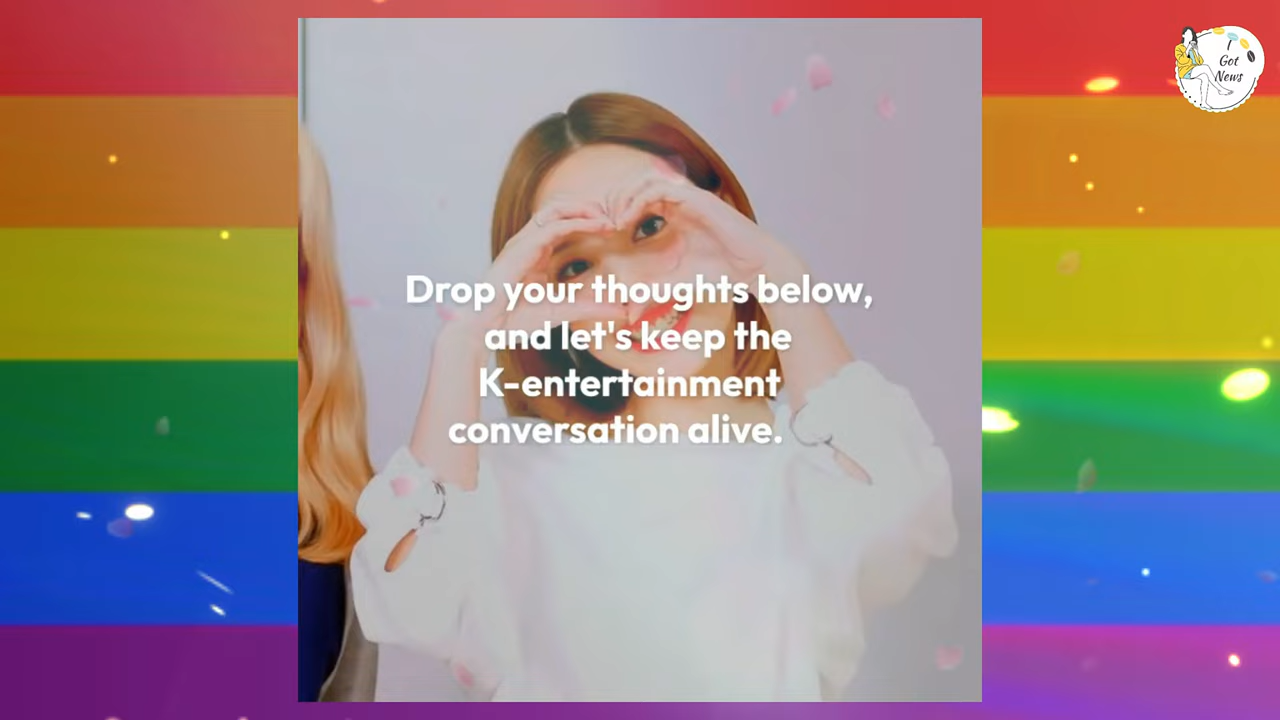 I
Got
News
Drop your thoughts below,
and let's keep the
K-entertainment
conversation alive.